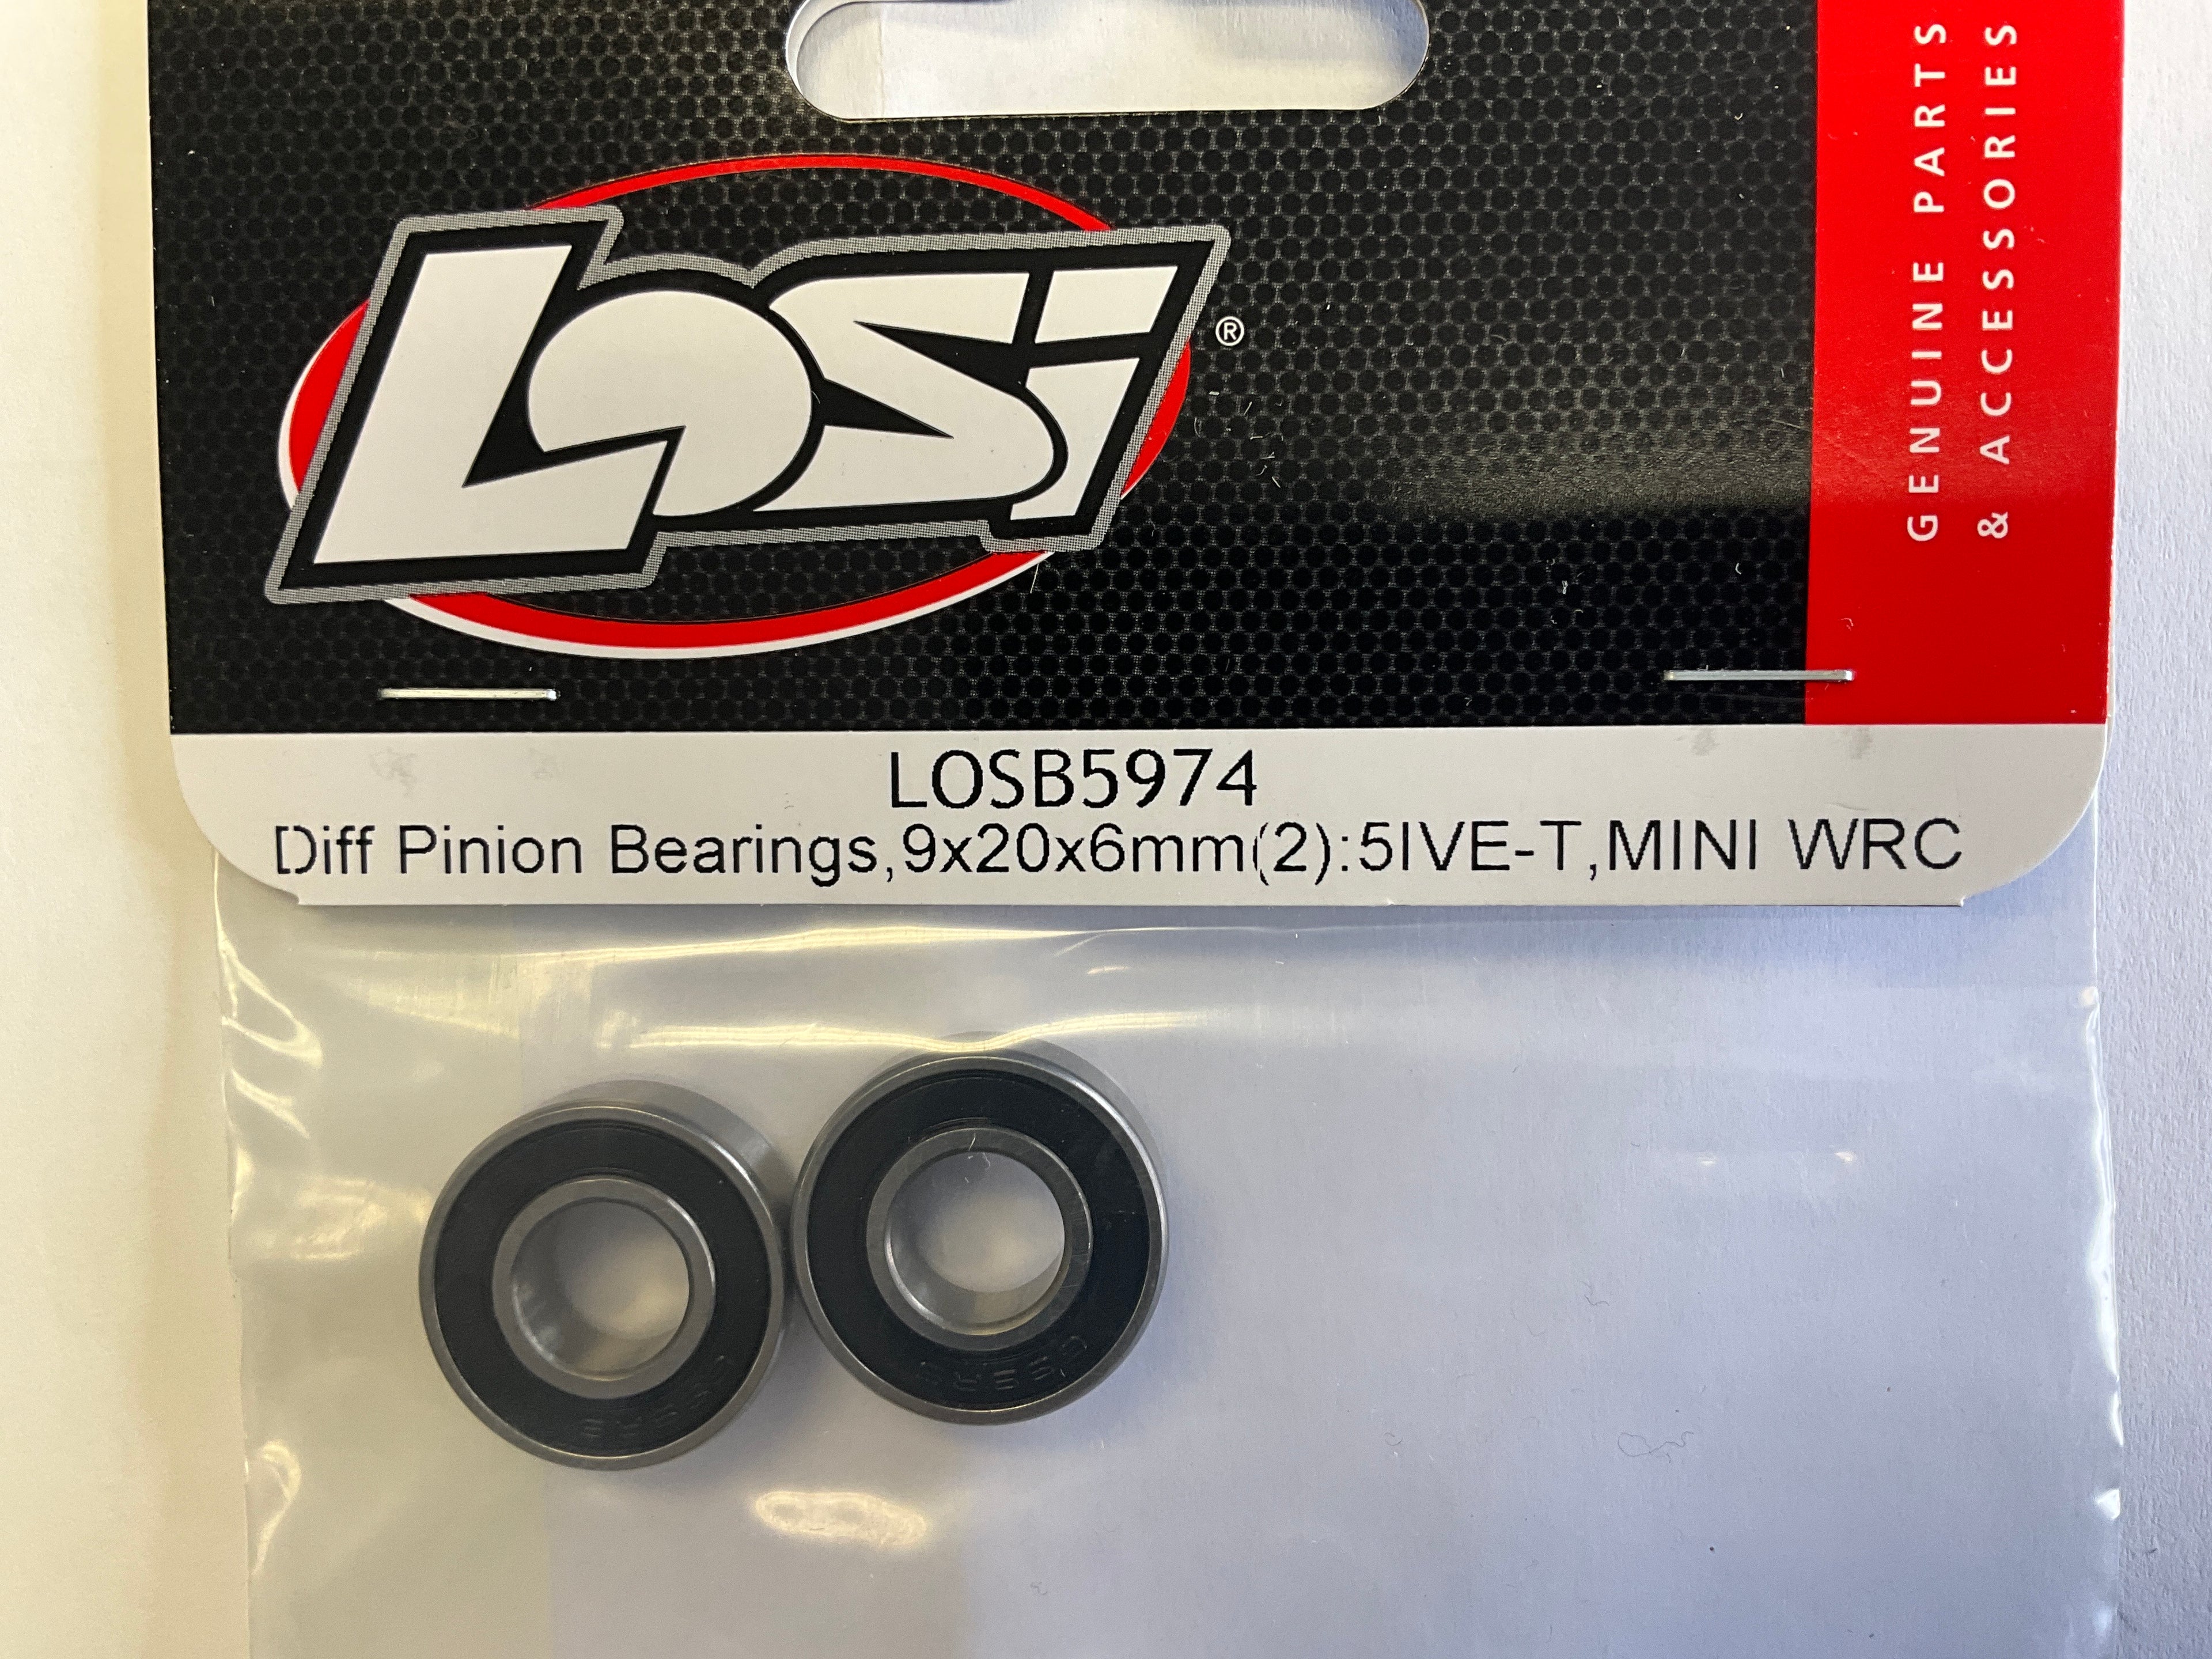 Losi®
GENUINE PARTS
& ACCESSORIES
LOSB5974
Diff Pinion Bearings,9x20x6mm(2):5IVE-T,MINI WRC